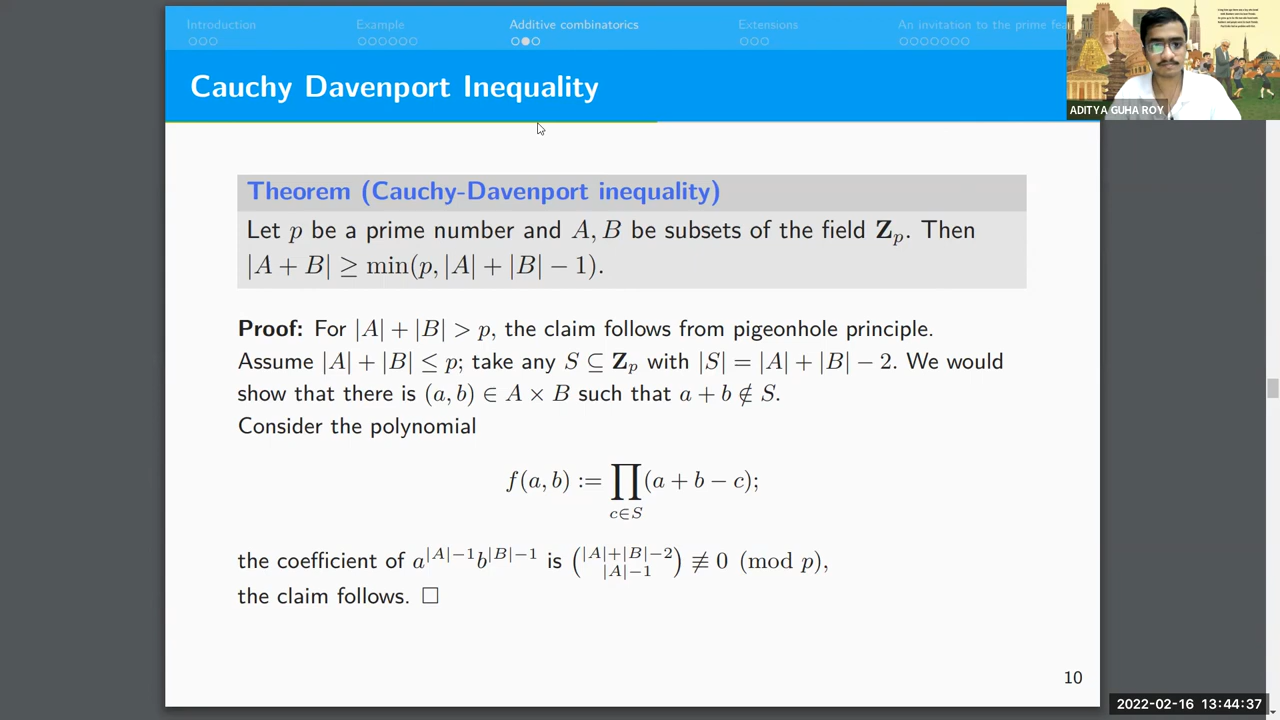 Introduction Example Additive combinatorics Extensions An invitation to the prime fea
Cauchy Davenport Inequality
ADITYA GUHA ROY
Theorem (Cauchy-Davenport inequality)
Let p be a prime number and A, B be subsets of the field Z_p. Then
|A + B| ≥ min(p, |A| + |B| − 1).
Proof: For |A| + |B| > p, the claim follows from pigeonhole principle.
Assume |A| + |B| ≤ p; take any S ⊆ Z_p with |S| = |A| + |B| − 2. We would
show that there is (a, b) ∈ A × B such that a + b ∉ S.
Consider the polynomial
f(a, b) := ∏_{c∈S} (a + b − c);
the coefficient of a^{|A|−1}b^{|B|−1} is \binom{|A|+|B|−2}{|A|−1} ≢ 0 (mod p),
the claim follows. □
10
2022-02-16 13:44:37